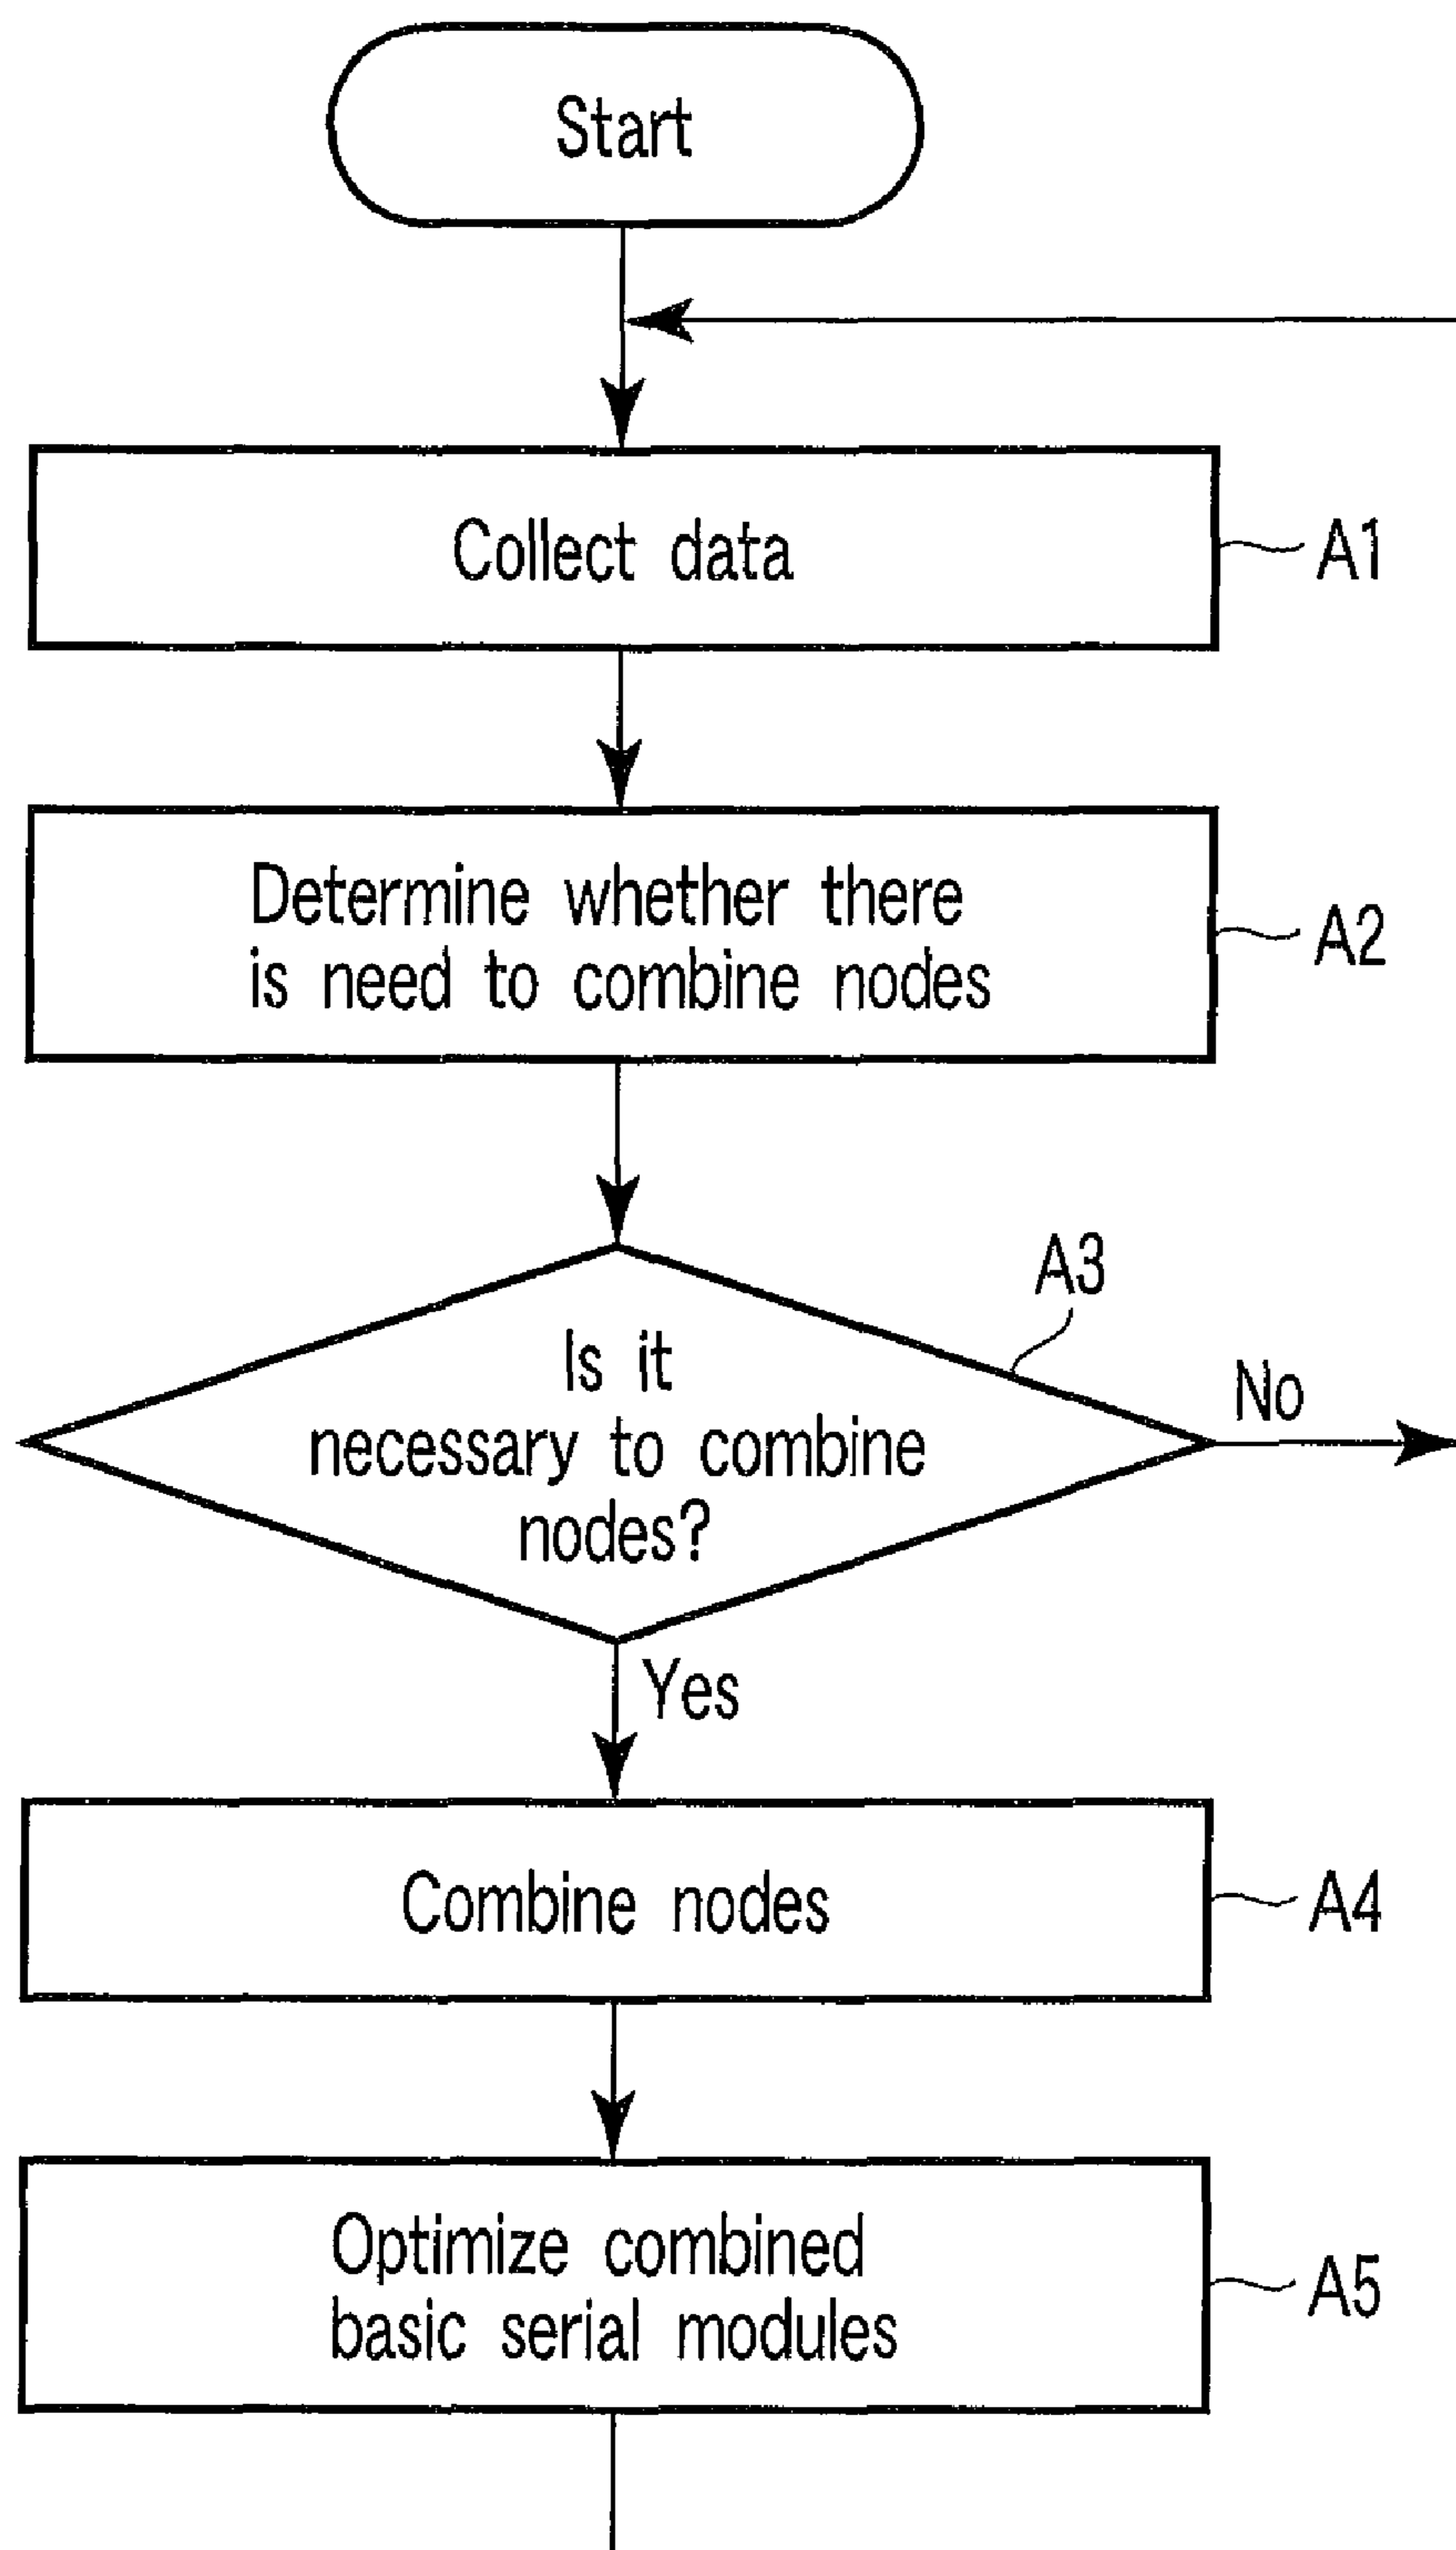 Start
Collect data
A1
Determine whether there
is need to combine nodes
A2
A3
Is it
necessary to combine
nodes?
No
Yes
Combine nodes
A4
Optimize combined
basic serial modules
A5